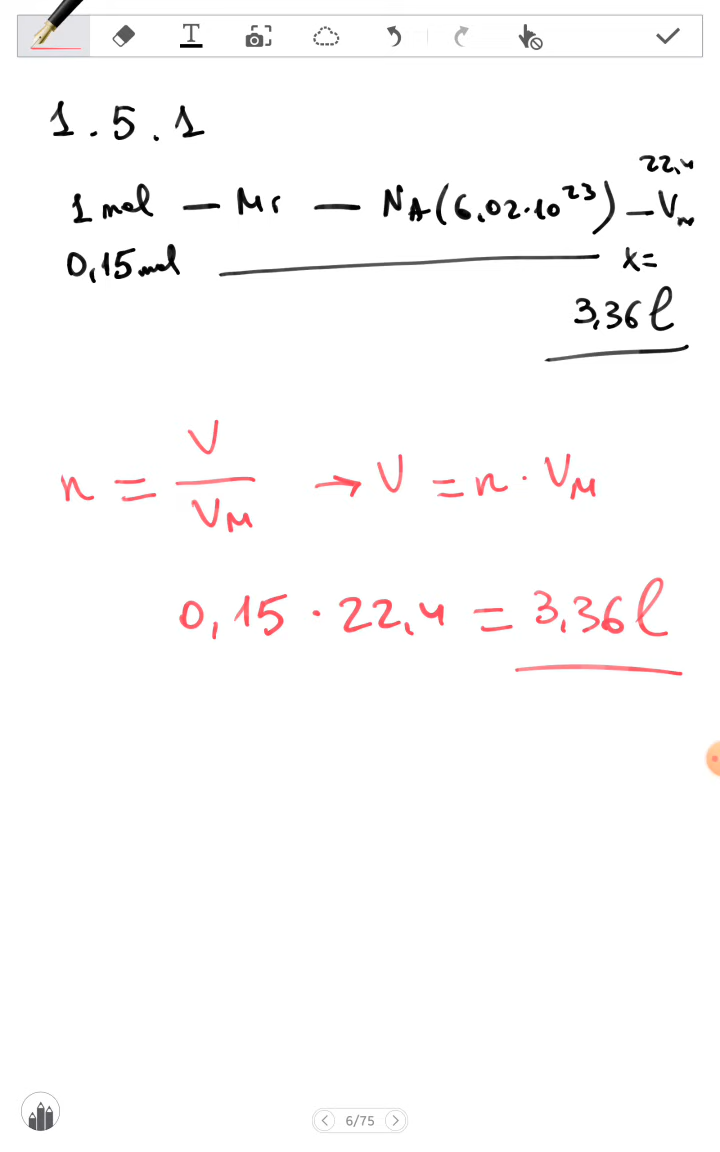 T
1.5.1
22,4
1 mol — Mr — NA(6,02·10²³) — Vm
0,15 mol ——— x=
3,36 l
n = V / VM → V = n · VM
0,15 · 22,4 = 3,36 l
6/75